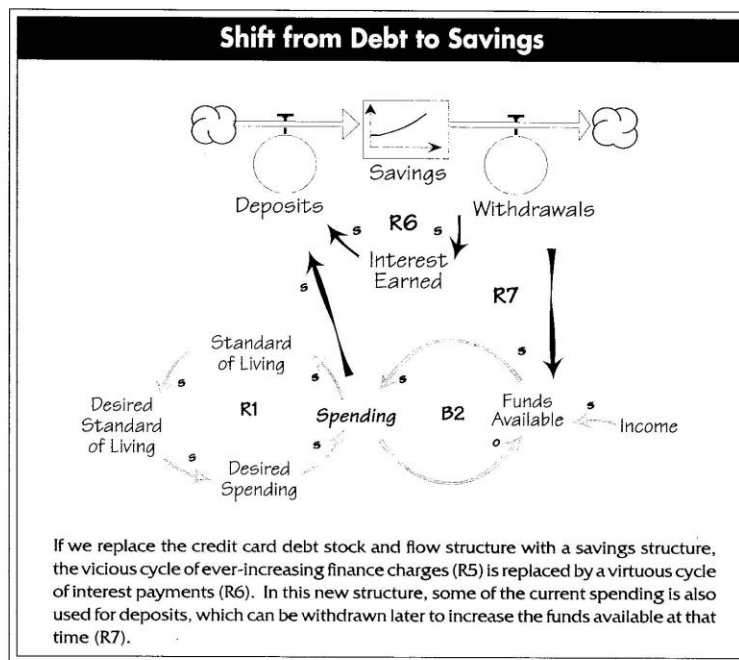 Shift from Debt to Savings
Savings
Deposits
Withdrawals
s
R6
s
Interest
Earned
s
R7
s
Standard
of Living
s
s
s
Desired
Standard
of Living
R1
Spending
B2
Funds
Available
s
Income
s
s
o
Desired
Spending
If we replace the credit card debt stock and flow structure with a savings structure,
the vicious cycle of ever-increasing finance charges (R5) is replaced by a virtuous cycle
of interest payments (R6). In this new structure, some of the current spending is also
used for deposits, which can be withdrawn later to increase the funds available at that
time (R7).